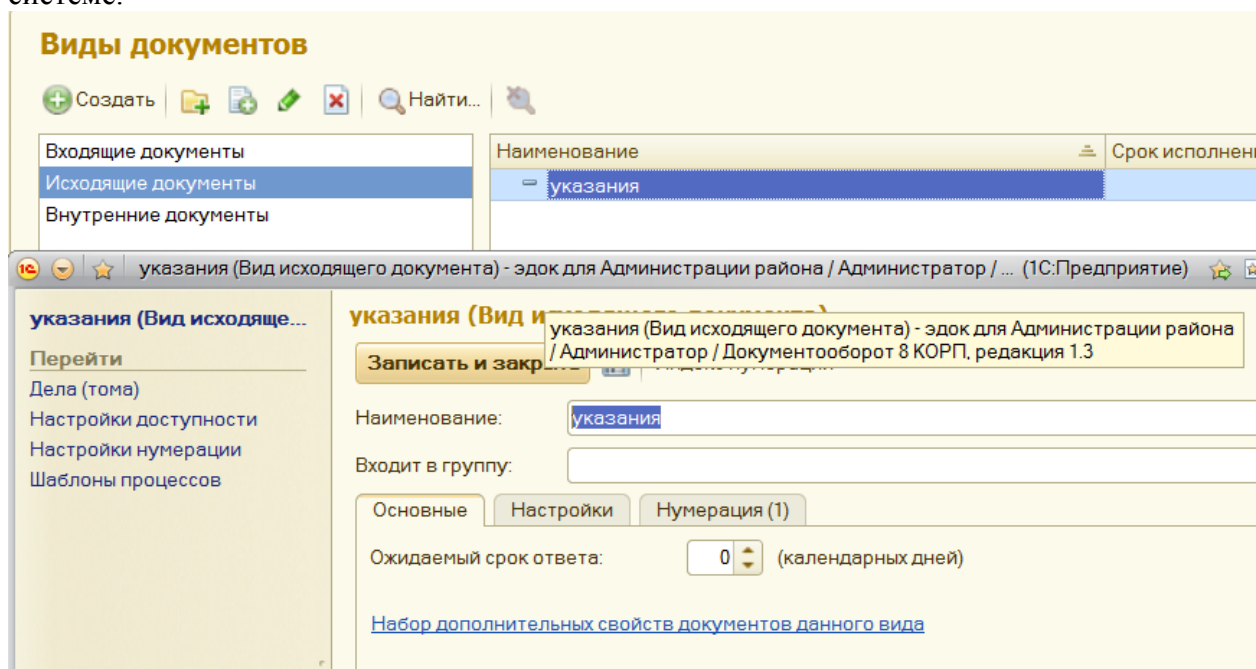 системе.
Виды документов
Создать Найти...
Входящие документы
Исходящие документы
Внутренние документы
Наименование Срок исполнен
указания
указания (Вид исходящего документа) - эдок для Администрации района / Администратор / ... (1С:Предприятие)
указания (Вид исходяще...
Перейти
Дела (тома)
Настройки доступности
Настройки нумерации
Шаблоны процессов
указания (Вид
указания (Вид исходящего документа) - эдок для Администрации района
/ Администратор / Документооборот 8 КОРП, редакция 1.3
Записать и закр
Наименование: указания
Входит в группу:
Основные Настройки Нумерация (1)
Ожидаемый срок ответа: 0 (календарных дней)
Набор дополнительных свойств документов данного вида